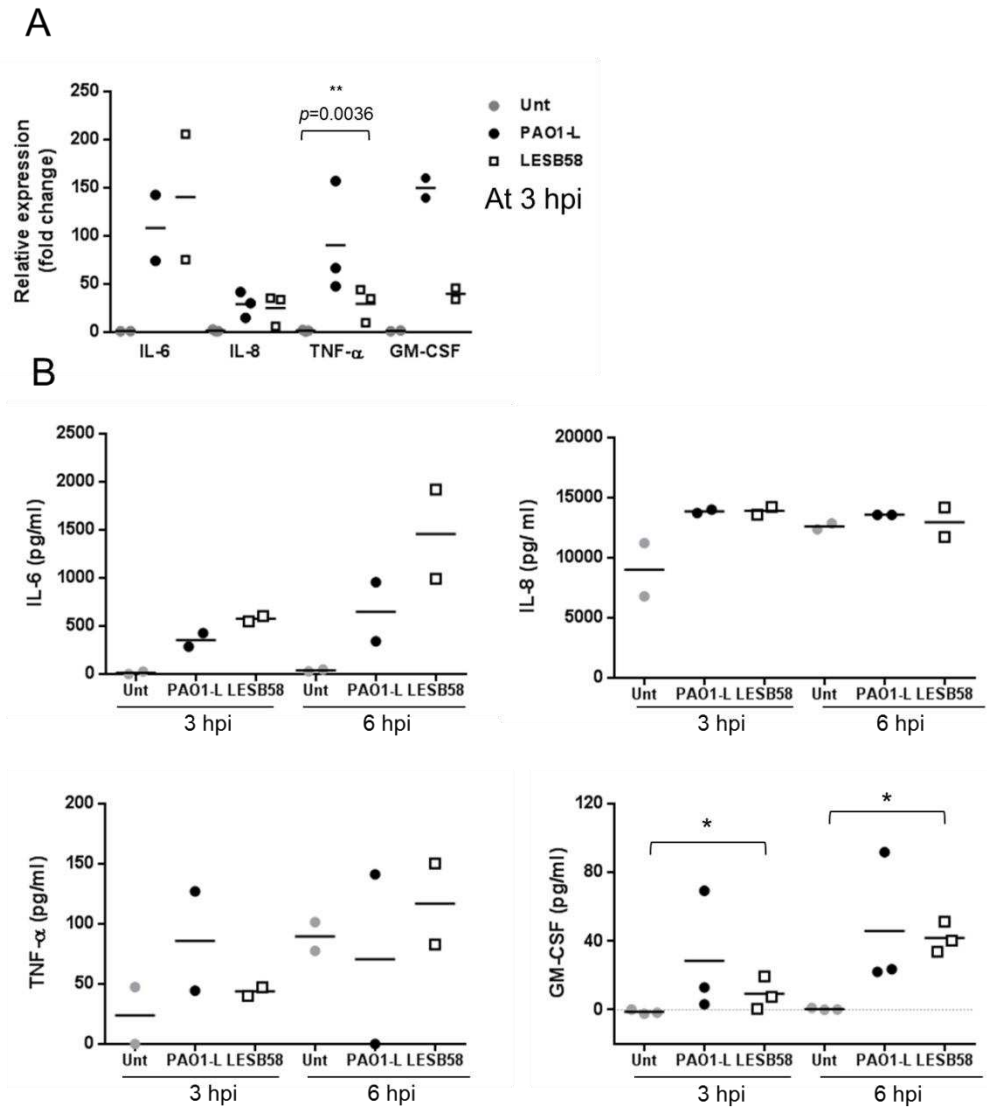 A
250
200
150
100
50
0
Relative expression
(fold change)
**
p=0.0036
Unt
PAO1-L
LESB58
At 3 hpi
IL-6 IL-8 TNF-α GM-CSF
B
2500
2000
1500
1000
500
0
IL-6 (pg/ml)
Unt PAO1-L LESB58 Unt PAO1-L LESB58
3 hpi 6 hpi
20000
15000
10000
5000
0
IL-8 (pg/ ml)
Unt PAO1-L LESB58 Unt PAO1-L LESB58
3 hpi 6 hpi
200
150
100
50
0
TNF-α (pg/ml)
Unt PAO1-L LESB58 Unt PAO1-L LESB58
3 hpi 6 hpi
120
80
40
0
GM-CSF (pg/ml)
*
*
Unt PAO1-L LESB58 Unt PAO1-L LESB58
3 hpi 6 hpi